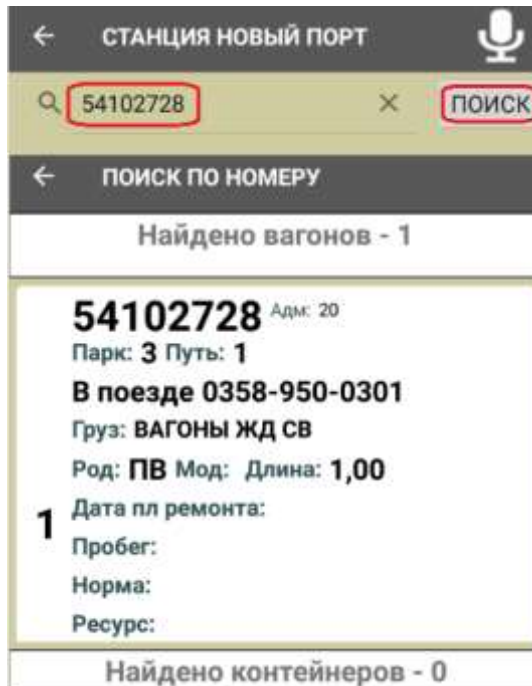 СТАНЦИЯ НОВЫЙ ПОРТ
54102728 ПОИСК
ПОИСК ПО НОМЕРУ
Найдено вагонов - 1
54102728 Адм: 20
Парк: 3 Путь: 1
В поезде 0358-950-0301
Груз: ВАГОНЫ ЖД СВ
Род: ПВ Мод: Длина: 1,00
1 Дата пл ремонта:
Пробег:
Норма:
Ресурс:
Найдено контейнеров - 0